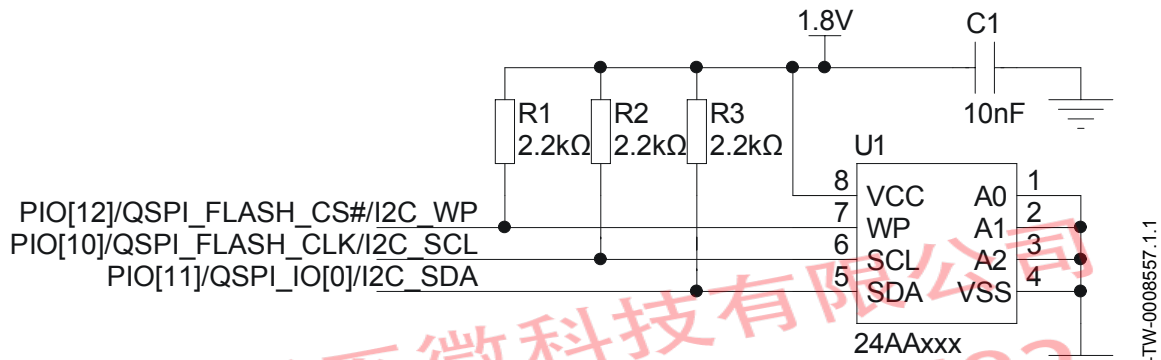 1.8V
C1
10nF
R1
2.2kΩ
R2
2.2kΩ
R3
2.2kΩ
U1
8 VCC A0 1
7 WP A1 2
6 SCL A2 3
5 SDA VSS 4
24AAxxx
PIO[12]/QSPI_FLASH_CS#/I2C_WP
PIO[10]/QSPI_FLASH_CLK/I2C_SCL
PIO[11]/QSPI_IO[0]/I2C_SDA
-TW-0008557.1.1
微科技有限公司